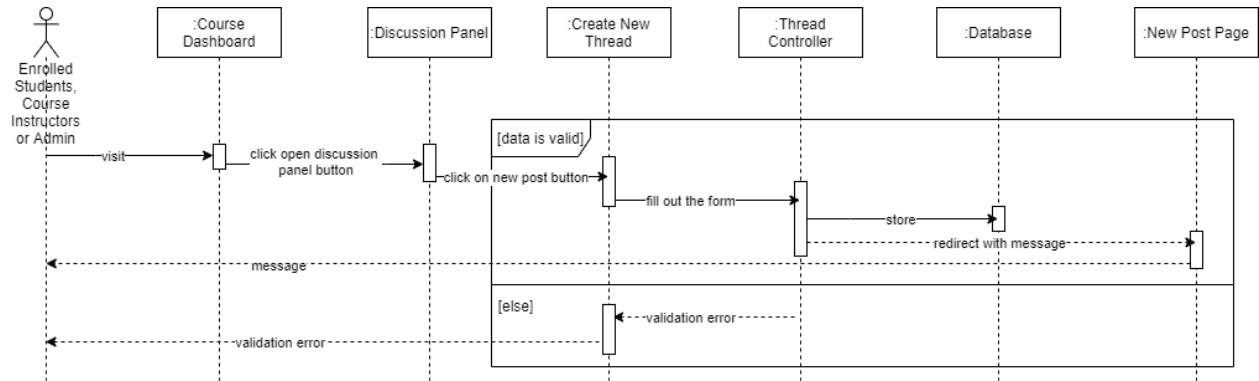 :Course
Dashboard
:Discussion Panel
:Create New
Thread
:Thread
Controller
:Database
:New Post Page
Enrolled
Students,
Course
Instructors
or Admin
[data is valid]
visit
click open discussion
panel button
click on new post button
fill out the form
store
redirect with message
message
[else]
validation error
validation error